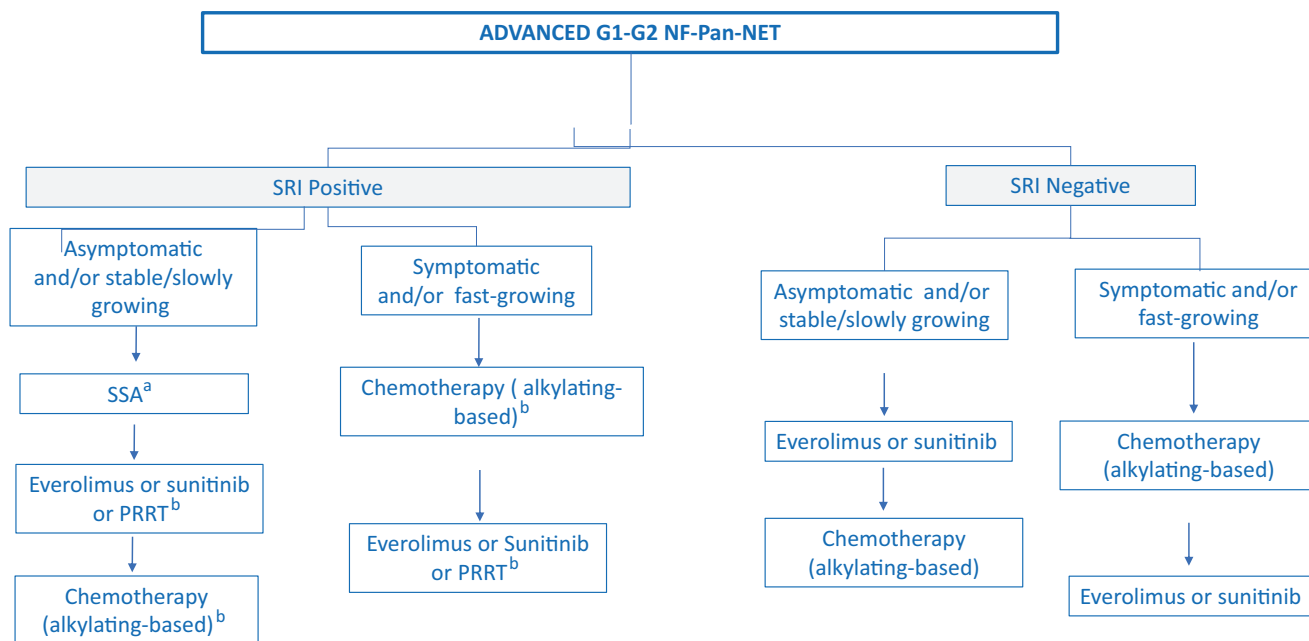 ADVANCED G1-G2 NF-Pan-NET
SRI Positive
SRI Negative
Asymptomatic
and/or stable/slowly
growing
SSAᵃ
Everolimus or sunitinib
or PRRTᵇ
Chemotherapy
(alkylating-based)ᵇ
Symptomatic
and/or fast-growing
Chemotherapy ( alkylating-
based)ᵇ
Everolimus or Sunitinib
or PRRTᵇ
Asymptomatic and/or
stable/slowly growing
Everolimus or sunitinib
Chemotherapy
(alkylating-based)
Symptomatic and/or
fast-growing
Chemotherapy
(alkylating-based)
Everolimus or sunitinib